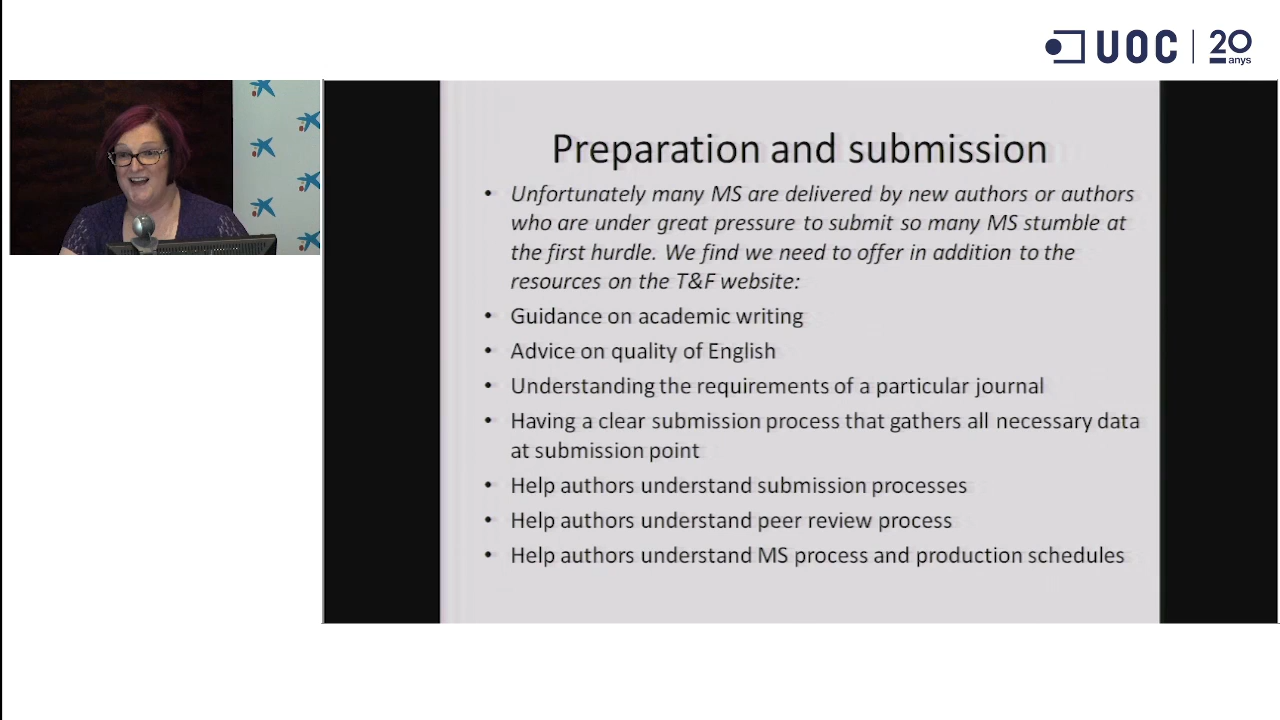 UOC 20 anys
Preparation and submission
• Unfortunately many MS are delivered by new authors or authors
who are under great pressure to submit so many MS stumble at
the first hurdle. We find we need to offer in addition to the
resources on the T&F website:
• Guidance on academic writing
• Advice on quality of English
• Understanding the requirements of a particular journal
• Having a clear submission process that gathers all necessary data
at submission point
• Help authors understand submission processes
• Help authors understand peer review process
• Help authors understand MS process and production schedules